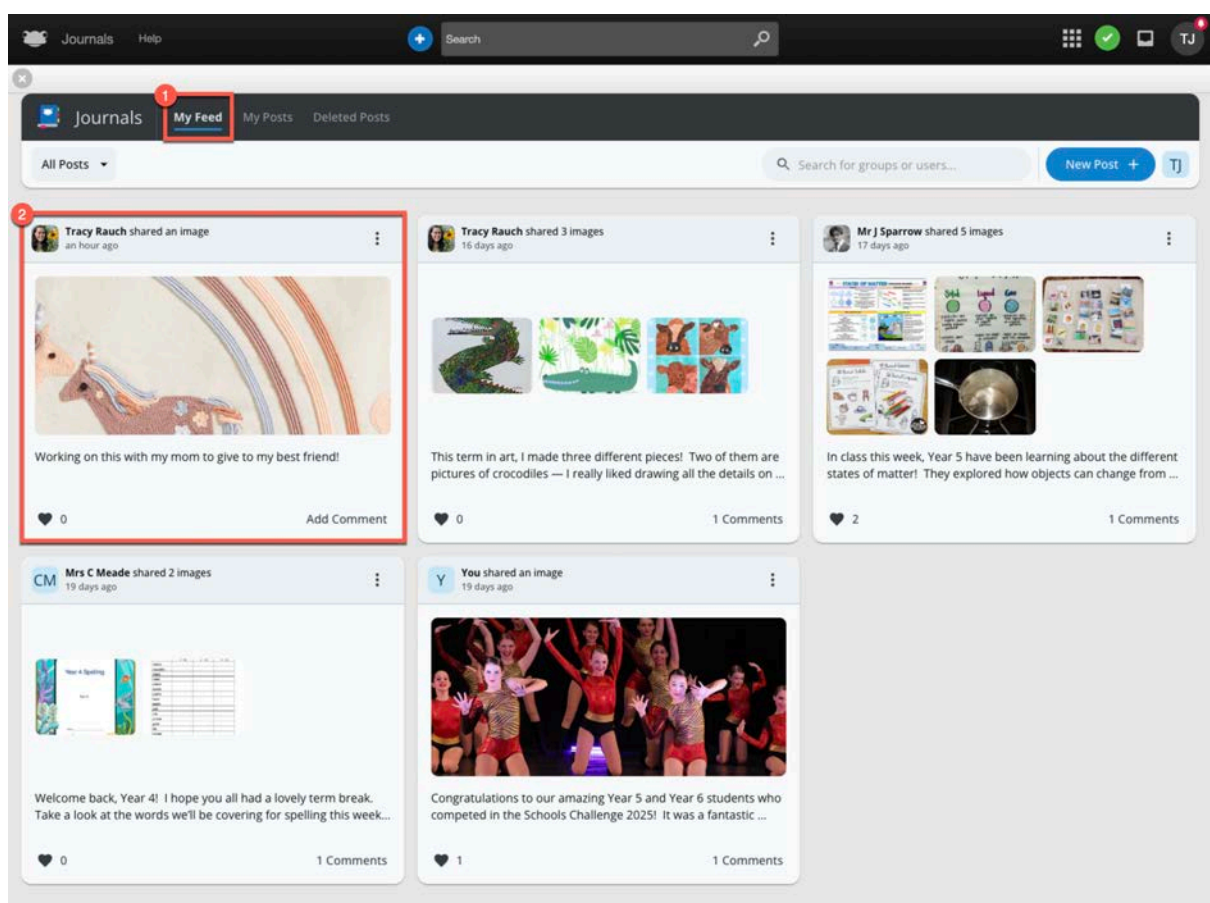 Journals Help Search TJ
1
Journals My Feed My Posts Deleted Posts
All Posts Search for groups or users... New Post + TJ
2
Tracy Rauch shared an image
an hour ago
Working on this with my mom to give to my best friend!
0 Add Comment
Tracy Rauch shared 3 images
16 days ago
This term in art, I made three different pieces! Two of them are
pictures of crocodiles — I really liked drawing all the details on ...
0 1 Comments
Mr J Sparrow shared 5 images
17 days ago
STATE OF MATTER
Solid Liquid Gas
In class this week, Year 5 have been learning about the different
states of matter! They explored how objects can change from ...
2 1 Comments
CM Mrs C Meade shared 2 images
19 days ago
Year 4 Spelling
Welcome back, Year 4! I hope you all had a lovely term break.
Take a look at the words we'll be covering for spelling this week...
0 1 Comments
Y You shared an image
19 days ago
Congratulations to our amazing Year 5 and Year 6 students who
competed in the Schools Challenge 2025! It was a fantastic ...
1 1 Comments